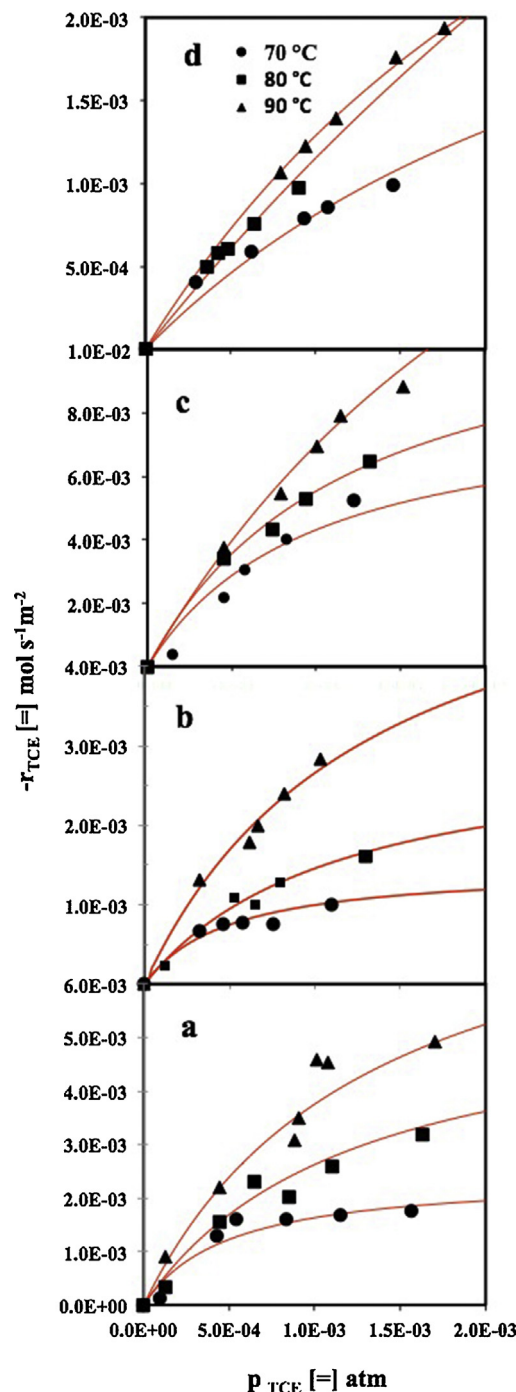 2.0E-03
d
70 °C
80 °C
90 °C
1.5E-03
1.0E-03
5.0E-04
1.0E-02
c
8.0E-03
6.0E-03
4.0E-03
2.0E-03
4.0E-03
b
3.0E-03
2.0E-03
1.0E-03
6.0E-03
a
5.0E-03
4.0E-03
3.0E-03
2.0E-03
1.0E-03
0.0E+00
-rTCE [=] mol s-1m-2
0.0E+00 5.0E-04 1.0E-03 1.5E-03 2.0E-03
p TCE [=] atm